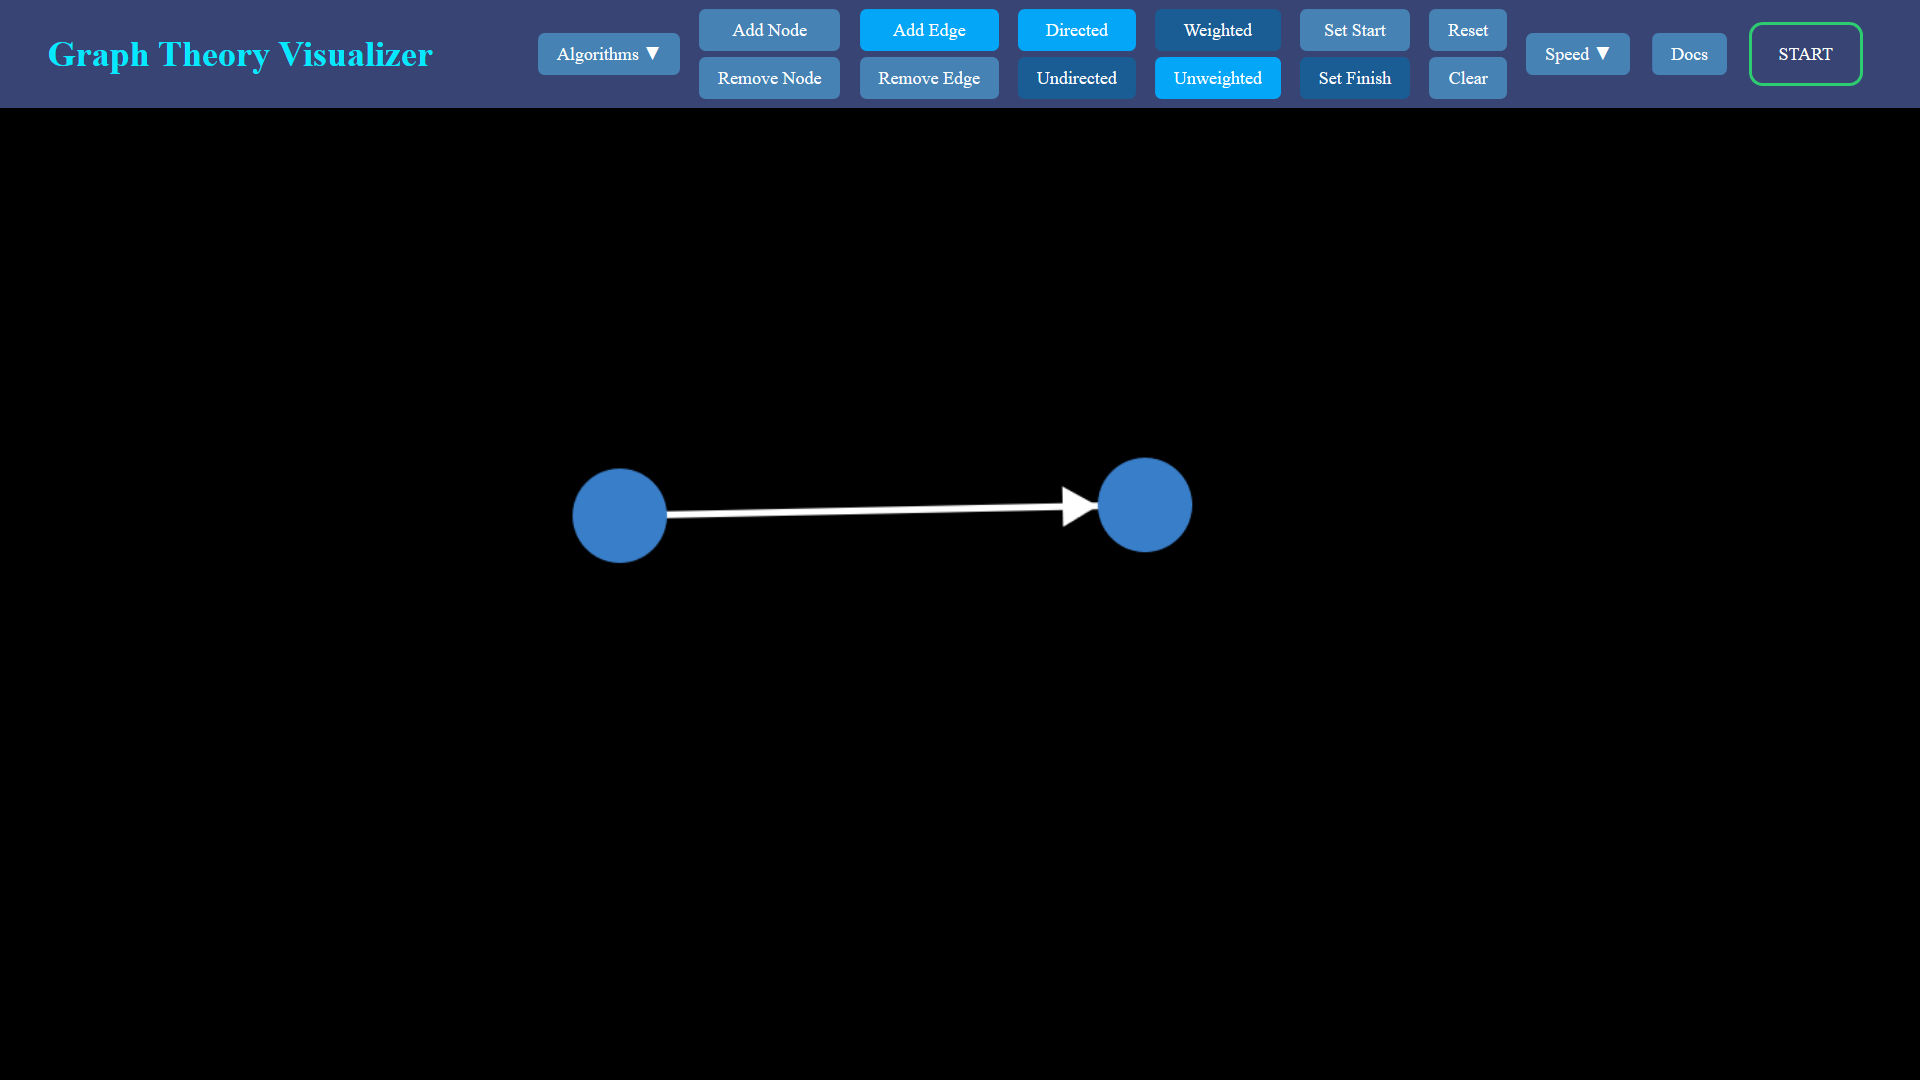 Graph Theory Visualizer
Algorithms ▼
Add Node
Remove Node
Add Edge
Remove Edge
Directed
Undirected
Weighted
Unweighted
Set Start
Set Finish
Reset
Clear
Speed ▼
Docs
START